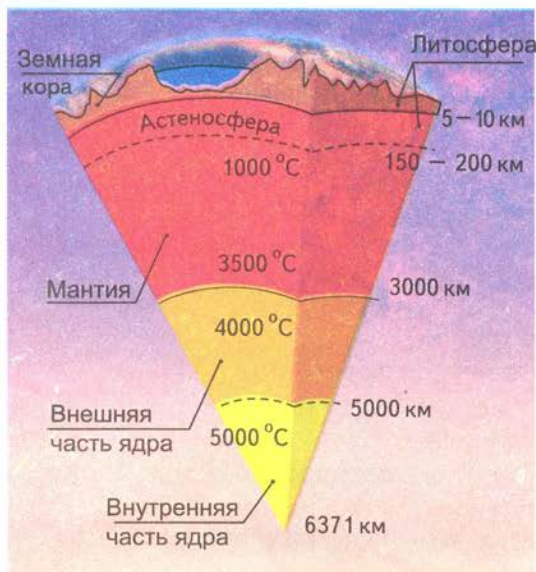 Земная
кора
Литосфера
Астеносфера
5–10 км
1000 °C
150 – 200 км
3500 °C
Мантия
3000 км
4000 °C
Внешняя
часть ядра
5000 км
5000 °C
Внутренняя
часть ядра
6371 км